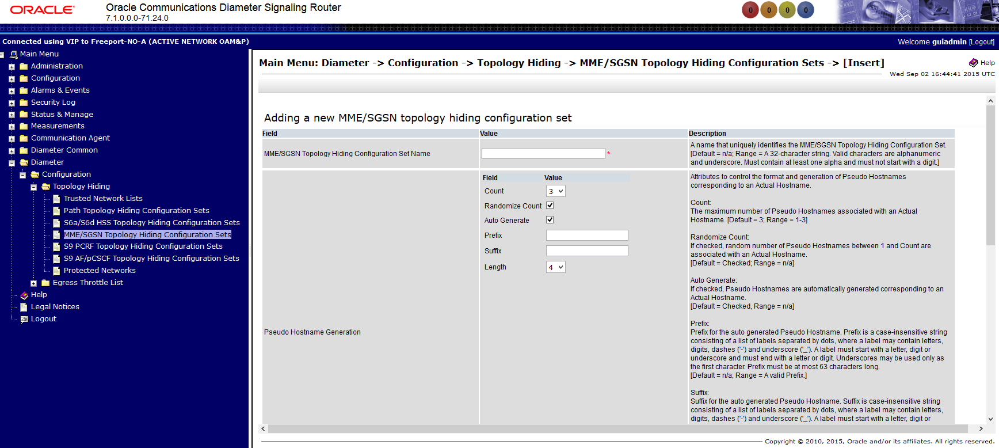 ORACLE®
Oracle Communications Diameter Signaling Router
7.1.0.0.0-71.24.0
0 0 0 0
Connected using VIP to Freeport-NO-A (ACTIVE NETWORK OAM&P)
Welcome guiadmin [Logout]
Main Menu
Administration
Configuration
Alarms & Events
Security Log
Status & Manage
Measurements
Communication Agent
Diameter Common
Diameter
Configuration
Topology Hiding
Trusted Network Lists
Path Topology Hiding Configuration Sets
S6a/S6d HSS Topology Hiding Configuration Sets
MME/SGSN Topology Hiding Configuration Sets
S9 PCRF Topology Hiding Configuration Sets
S9 AF/pCSCF Topology Hiding Configuration Sets
Protected Networks
Egress Throttle List
Help
Legal Notices
Logout
Main Menu: Diameter -> Configuration -> Topology Hiding -> MME/SGSN Topology Hiding Configuration Sets -> [Insert]
Help
Wed Sep 02 16:44:41 2015 UTC
Adding a new MME/SGSN topology hiding configuration set
Field Value Description
MME/SGSN Topology Hiding Configuration Set Name
*
A name that uniquely identifies the MME/SGSN Topology Hiding Configuration Set.
[Default = n/a; Range = A 32-character string. Valid characters are alphanumeric
and underscore. Must contain at least one alpha and must not start with a digit.]
Pseudo Hostname Generation
Field Value
Count 3
Randomize Count
Auto Generate
Prefix
Suffix
Length 4
Attributes to control the format and generation of Pseudo Hostnames
corresponding to an Actual Hostname.
Count:
The maximum number of Pseudo Hostnames associated with an Actual
Hostname. [Default = 3; Range = 1-3]
Randomize Count:
If checked, random number of Pseudo Hostnames between 1 and Count are
associated with an Actual Hostname.
[Default = Checked; Range = n/a]
Auto Generate:
If checked, Pseudo Hostnames are automatically generated corresponding to an
Actual Hostname.
[Default = Checked, Range = n/a]
Prefix:
Prefix for the auto generated Pseudo Hostname. Prefix is a case-insensitive string
consisting of a list of labels separated by dots, where a label may contain letters,
digits, dashes ('-') and underscore ('_'). A label must start with a letter, digit or
underscore and must end with a letter or digit. Underscores may be used only as
the first character. Prefix must be at most 63 characters long.
[Default = n/a; Range = A valid Prefix.]
Suffix:
Suffix for the auto generated Pseudo Hostname. Suffix is case-insensitive string
consisting of a list of labels separated by dots, where a label may contain letters,
digits, dashes ('-') and underscore ('_'). A label must start with a letter, digit or
Copyright © 2010, 2015, Oracle and/or its affiliates. All rights reserved.